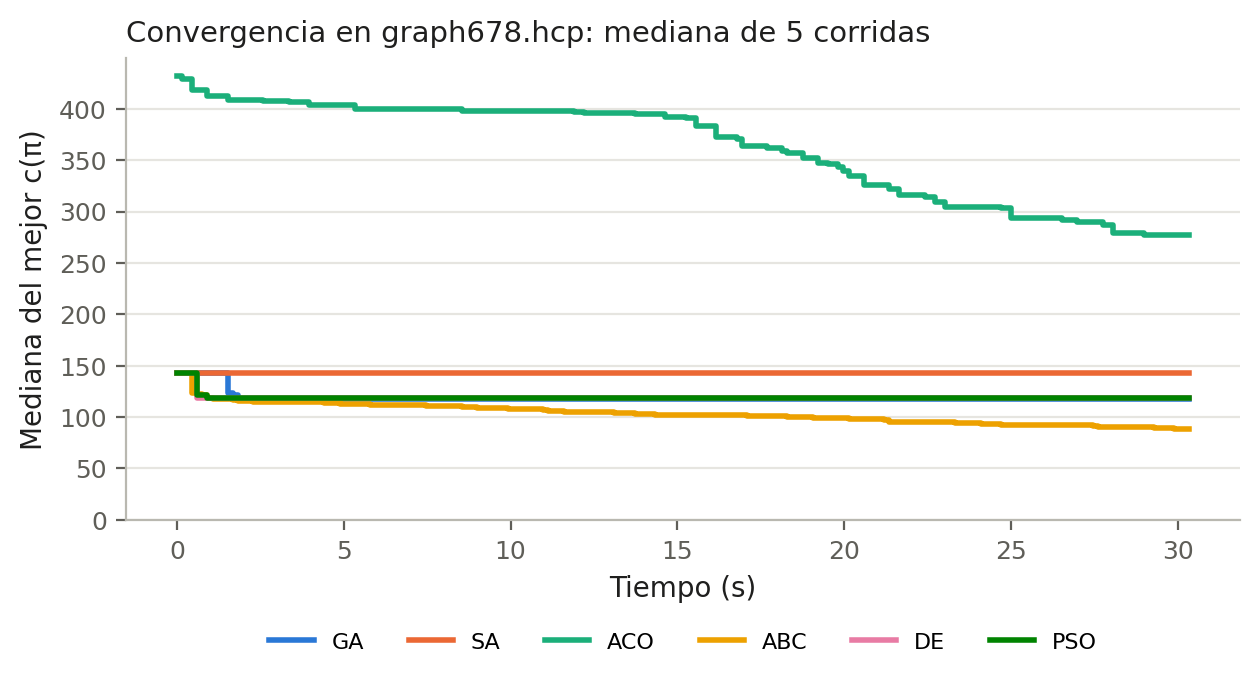 Convergencia en graph678.hcp: mediana de 5 corridas
Mediana del mejor c(π)
400
350
300
250
200
150
100
50
0
0 5 10 15 20 25 30
Tiempo (s)
GA SA ACO ABC DE PSO